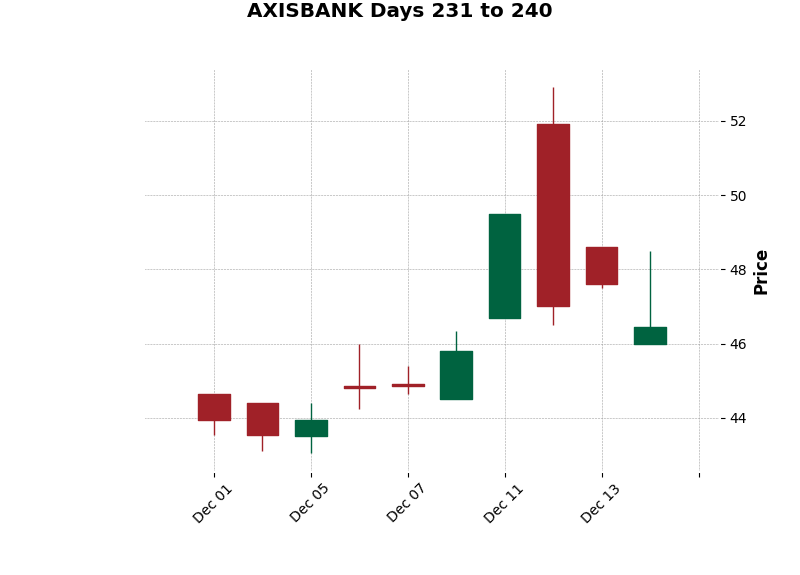 AXISBANK Days 231 to 240
52
50
48
46
44
Price
Dec 01
Dec 05
Dec 07
Dec 11
Dec 13